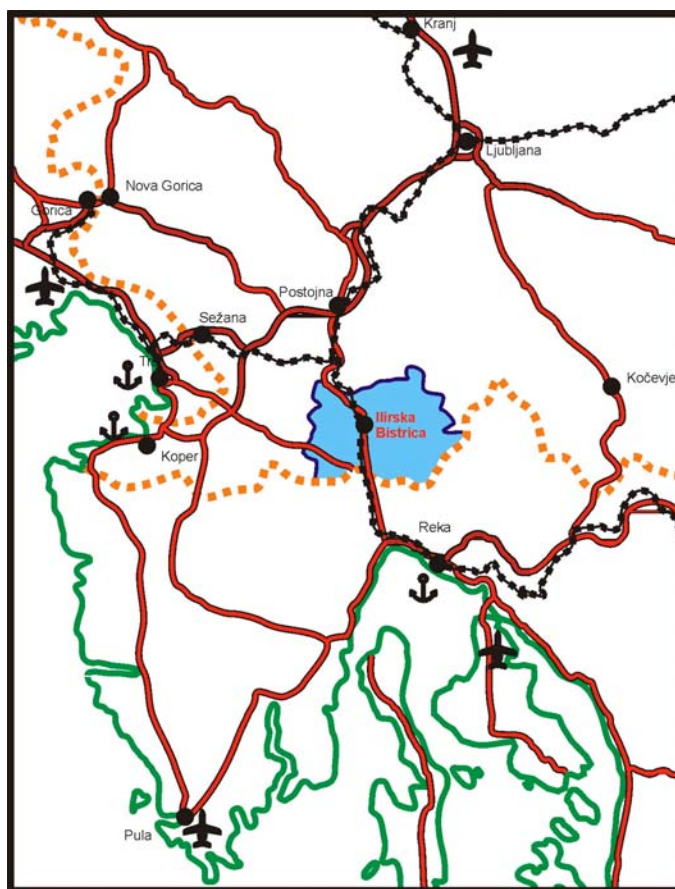 Kranj
Ljubljana
Nova Gorica
Gorica
Postojna
Sežana
Kočevje
Ilirska
Bistrica
Koper
Reka
Pula